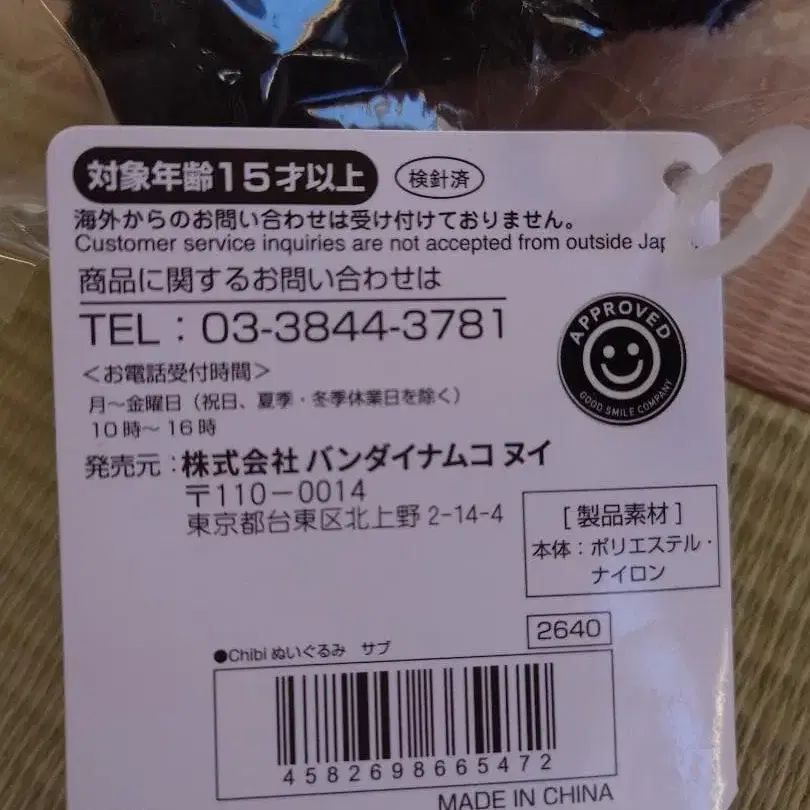 対象年齢15才以上 検針済
海外からのお問い合わせは受け付けておりません。
Customer service inquiries are not accepted from outside
商品に関するお問い合わせは
TEL：03-3844-3781
＜お電話受付時間＞
月～金曜日（祝日、夏季・冬季休業日を除く）
10時～16時
APPROVED
GOOD SMILE COMPANY
発売元：株式会社 バンダイナムコ ヌイ
〒110-0014
東京都台東区北上野 2-14-4
[製品素材]
本体：ポリエステル・
ナイロン
2640
●Chibi ぬいぐるみ サブ
4582698665472
MADE IN CHINA